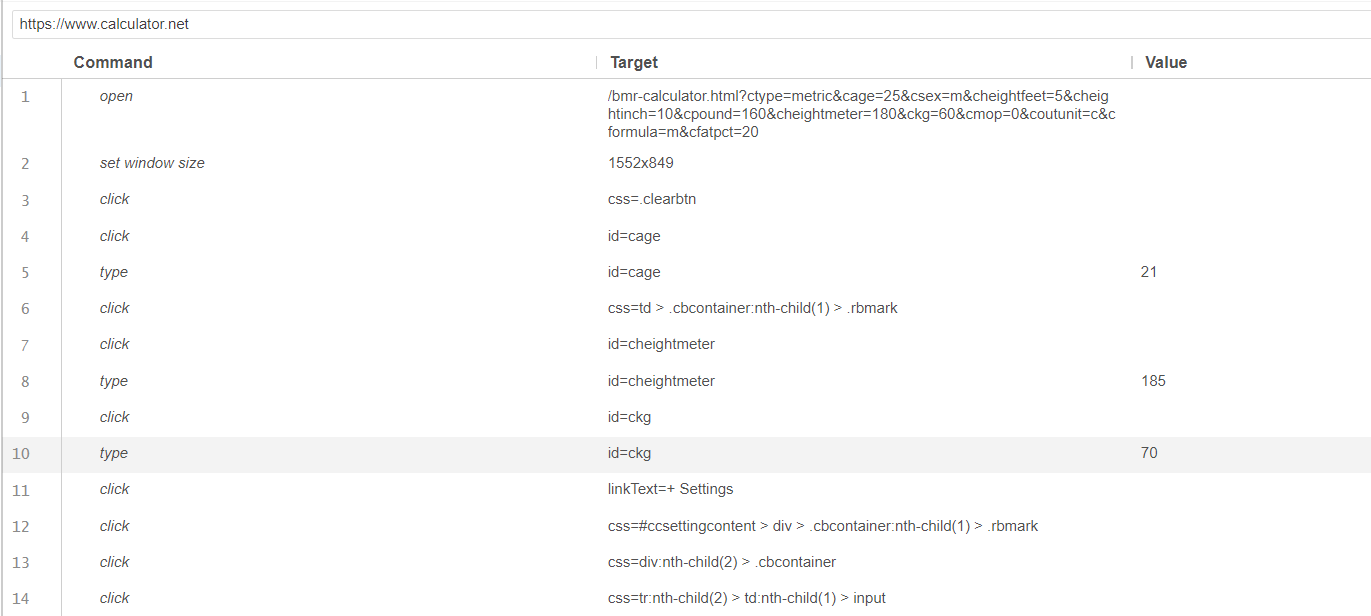 https://www.calculator.net
Command Target Value
1 open /bmr-calculator.html?ctype=metric&cage=25&csex=m&cheightfeet=5&cheig
htinch=10&cpound=160&cheightmeter=180&ckg=60&cmop=0&coutunit=c&c
formula=m&cfatpct=20
2 set window size 1552x849
3 click css=.clearbtn
4 click id=cage
5 type id=cage 21
6 click css=td > .cbcontainer:nth-child(1) > .rbmark
7 click id=cheightmeter
8 type id=cheightmeter 185
9 click id=ckg
10 type id=ckg 70
11 click linkText=+ Settings
12 click css=#ccsettingcontent > div > .cbcontainer:nth-child(1) > .rbmark
13 click css=div:nth-child(2) > .cbcontainer
14 click css=tr:nth-child(2) > td:nth-child(1) > input